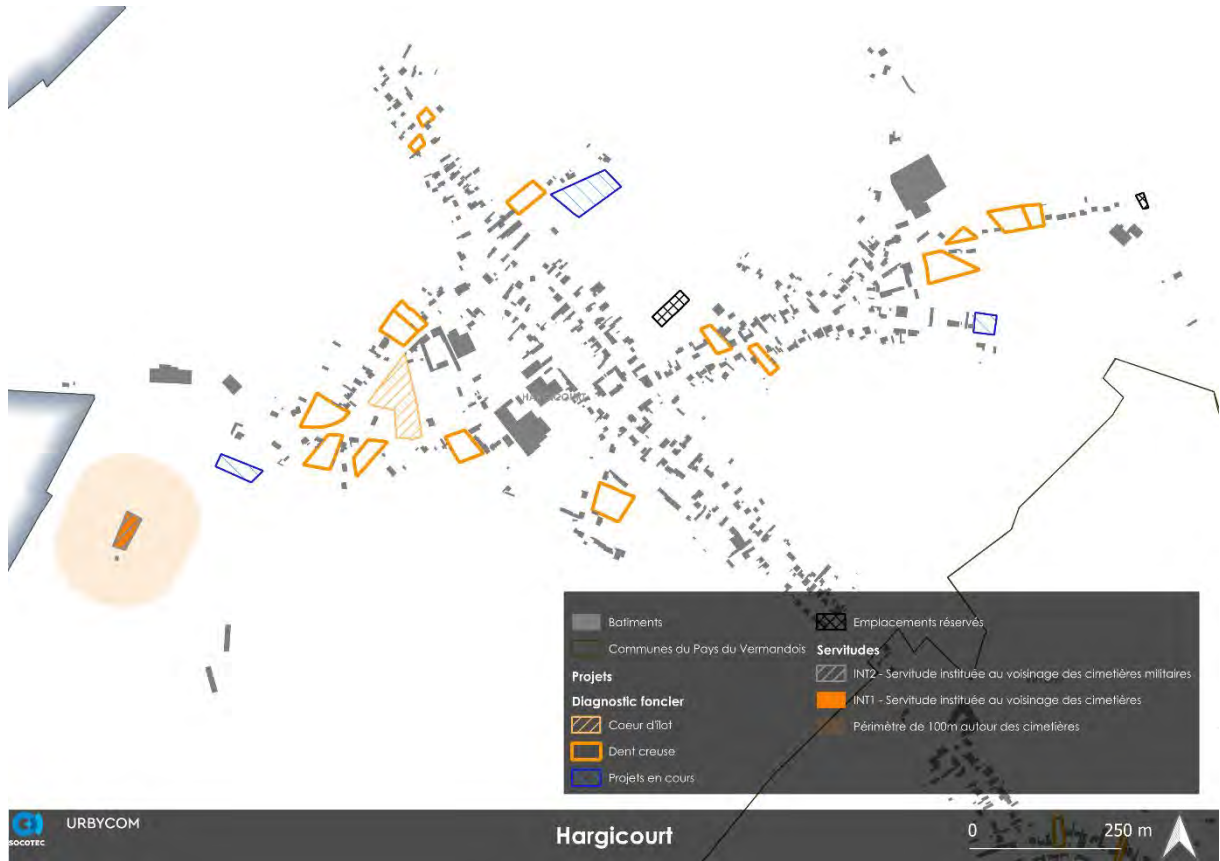 HARGICOURT
Batiments
Communes du Pays du Vermandois
Projets
Diagnostic foncier
Coeur d'îlot
Dent creuse
Projets en cours
Emplacements réservés
Servitudes
INT2 - Servitude instituée au voisinage des cimetières militaires
INT1 - Servitude instituée au voisinage des cimetières
Périmètre de 100m autour des cimetières
SOCOTEC
URBYCOM
Hargicourt
0 250 m